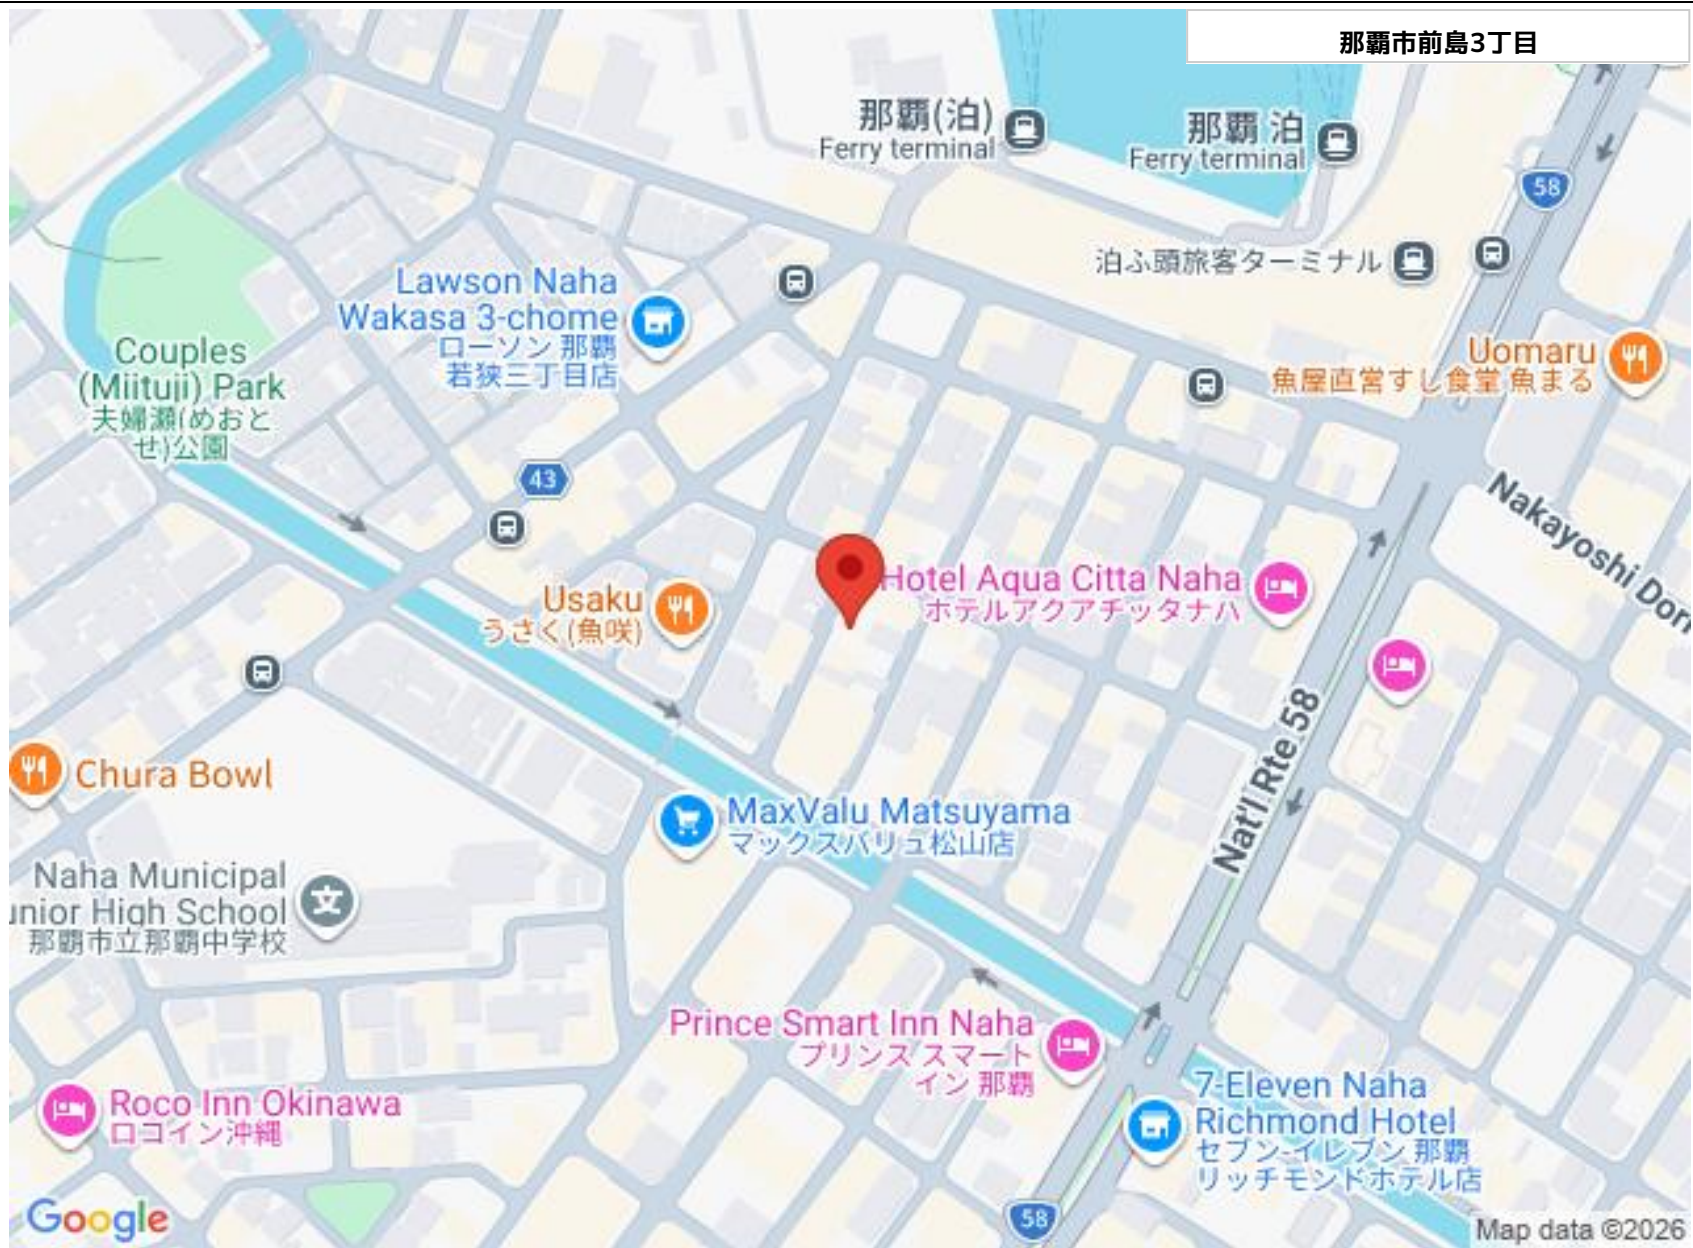 那覇市前島3丁目
那覇(泊)
Ferry terminal
那覇 泊
Ferry terminal
58
泊ふ頭旅客ターミナル
Lawson Naha
Wakasa 3-chome
ローソン 那覇
若狭三丁目店
Couples
(Miituji) Park
夫婦瀬(めおと
せ)公園
Uomaru
魚屋直営すし食堂 魚まる
43
Nakayoshi Dori
Usaku
うさく(魚咲)
Hotel Aqua Citta Naha
ホテルアクアチッタナハ
Nat'l Rte 58
Chura Bowl
MaxValu Matsuyama
マックスバリュ松山店
Naha Municipal
unior High School
那覇市立那覇中学校
文
Prince Smart Inn Naha
プリンス スマート
イン 那覇
Roco Inn Okinawa
ロコイン沖縄
7-Eleven Naha
Richmond Hotel
セブン-イレブン 那覇
リッチモンドホテル店
58
Google
Map data ©2026